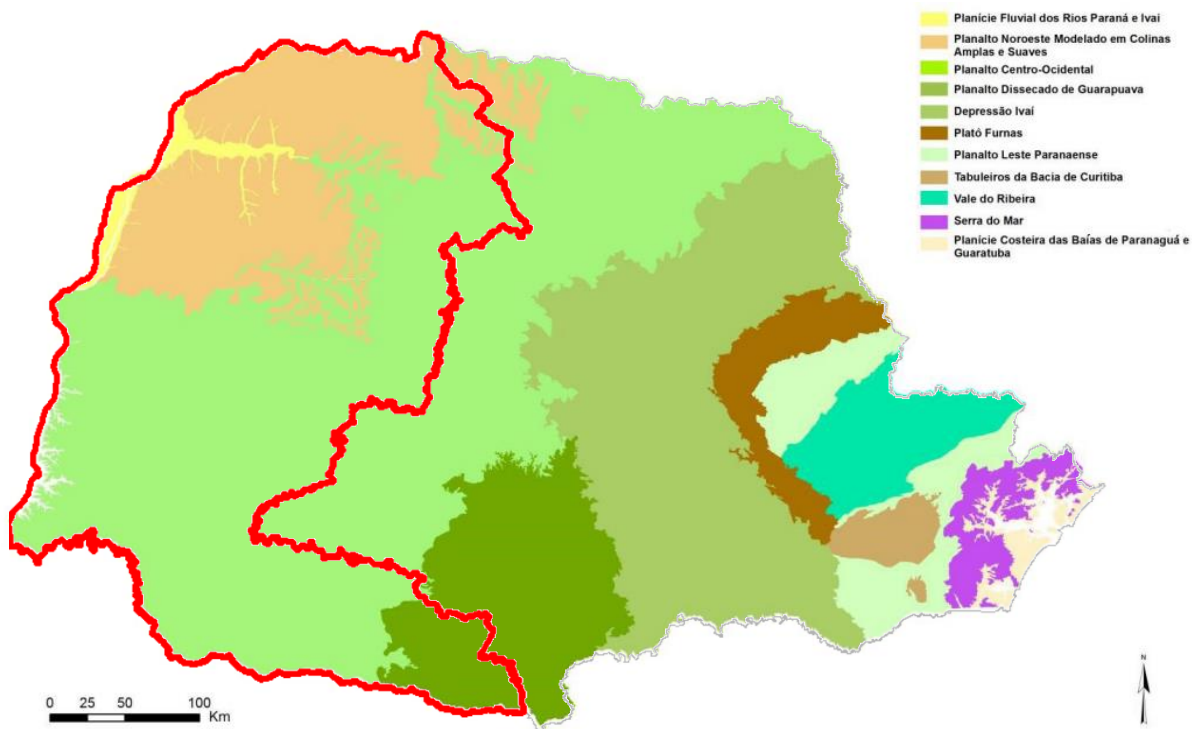 Planície Fluvial dos Rios Paraná e Ivaí
Planalto Noroeste Modelado em Colinas
Amplas e Suaves
Planalto Centro-Ocidental
Planalto Dissecado de Guarapuava
Depressão Ivaí
Plató Furnas
Planalto Leste Paranaense
Tabuleiros da Bacia de Curitiba
Vale do Ribeira
Serra do Mar
Planície Costeira das Baías de Paranaguá e
Guaratuba
0 25 50 100
Km
N